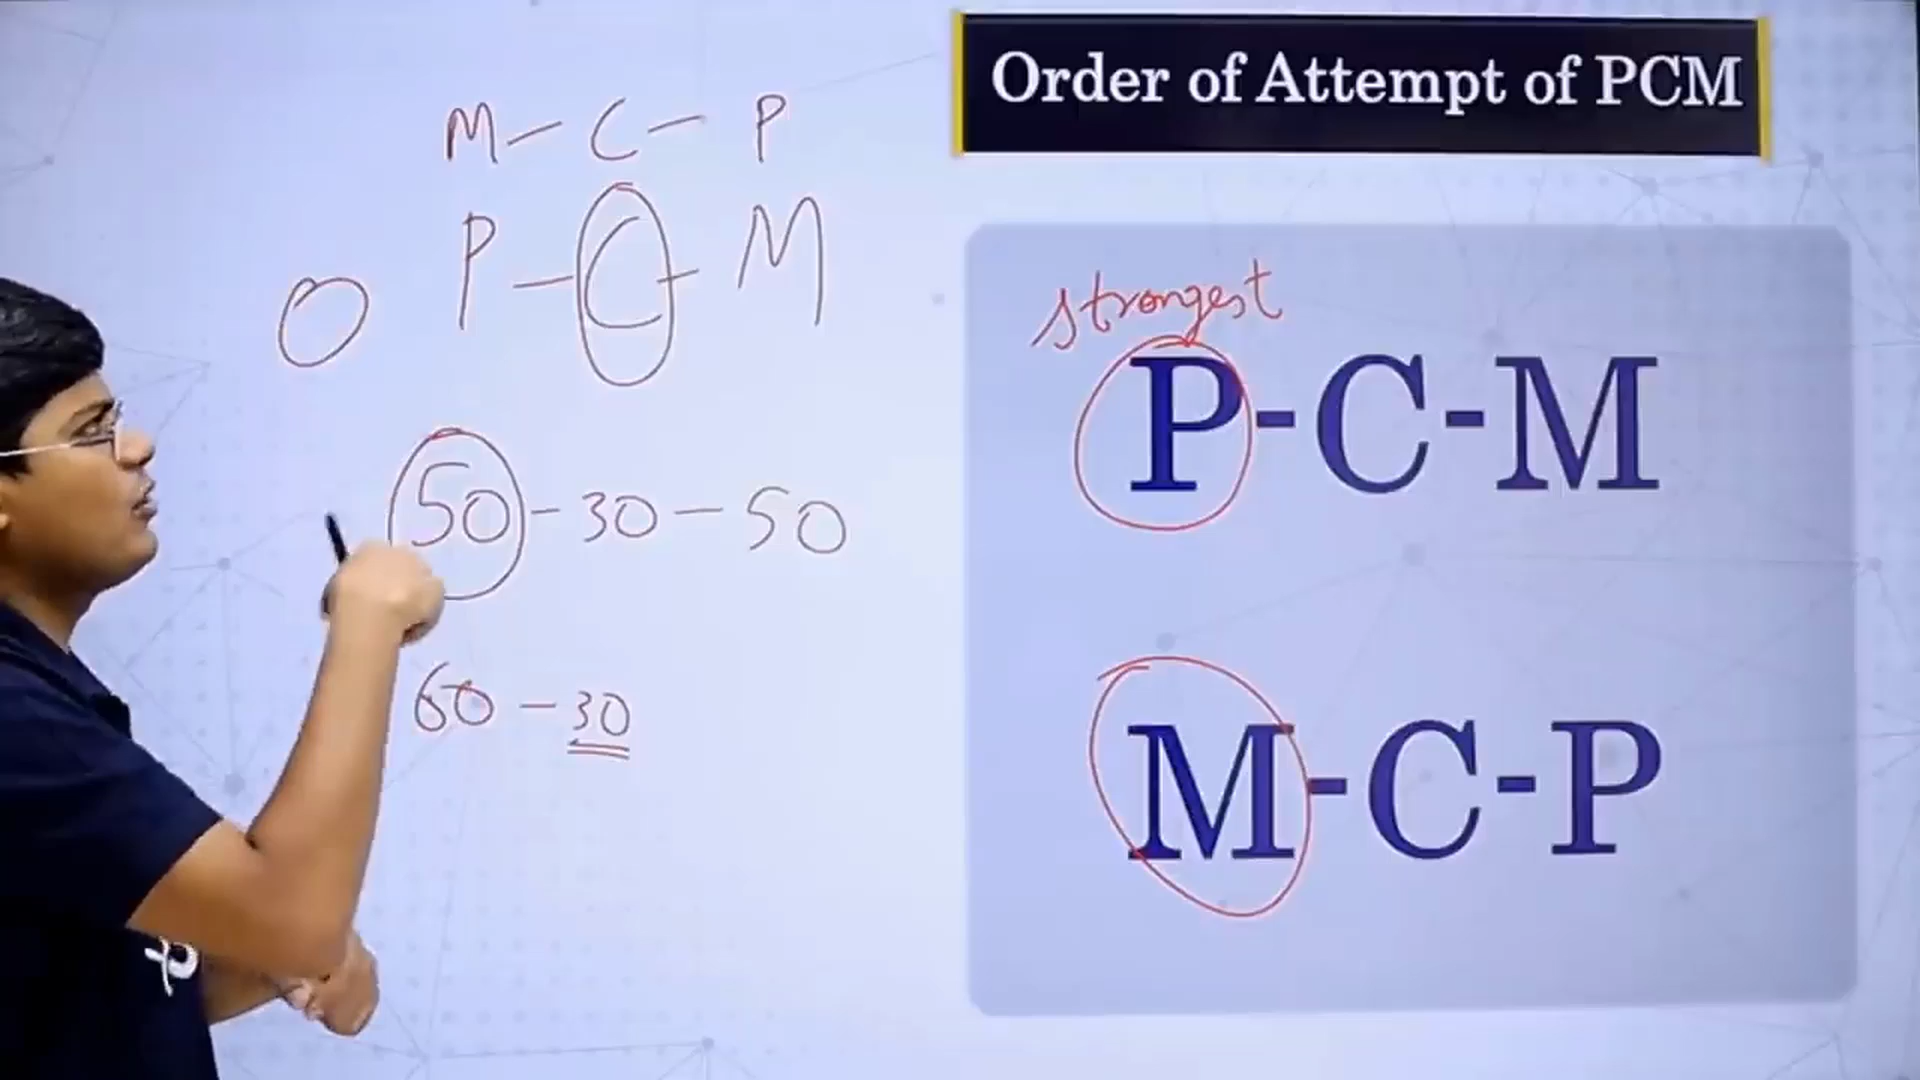 Order of Attempt of PCM
M - C - P
P - C - M
50 - 30 - 50
60 - 30
strongest
P-C-M
M-C-P